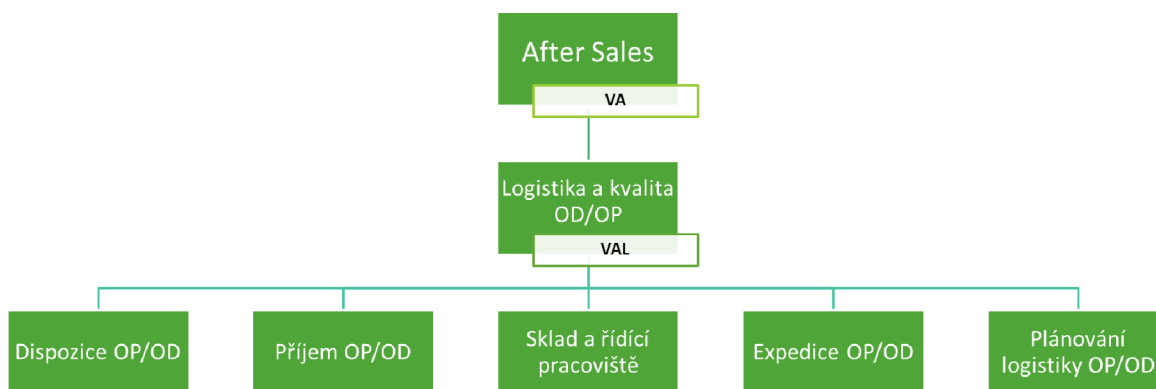 After Sales
VA
Logistika a kvalita
OD/OP
VAL
Dispozice OP/OD
Příjem OP/OD
Sklad a řídící
pracoviště
Expedice OP/OD
Plánování
logistiky OP/OD